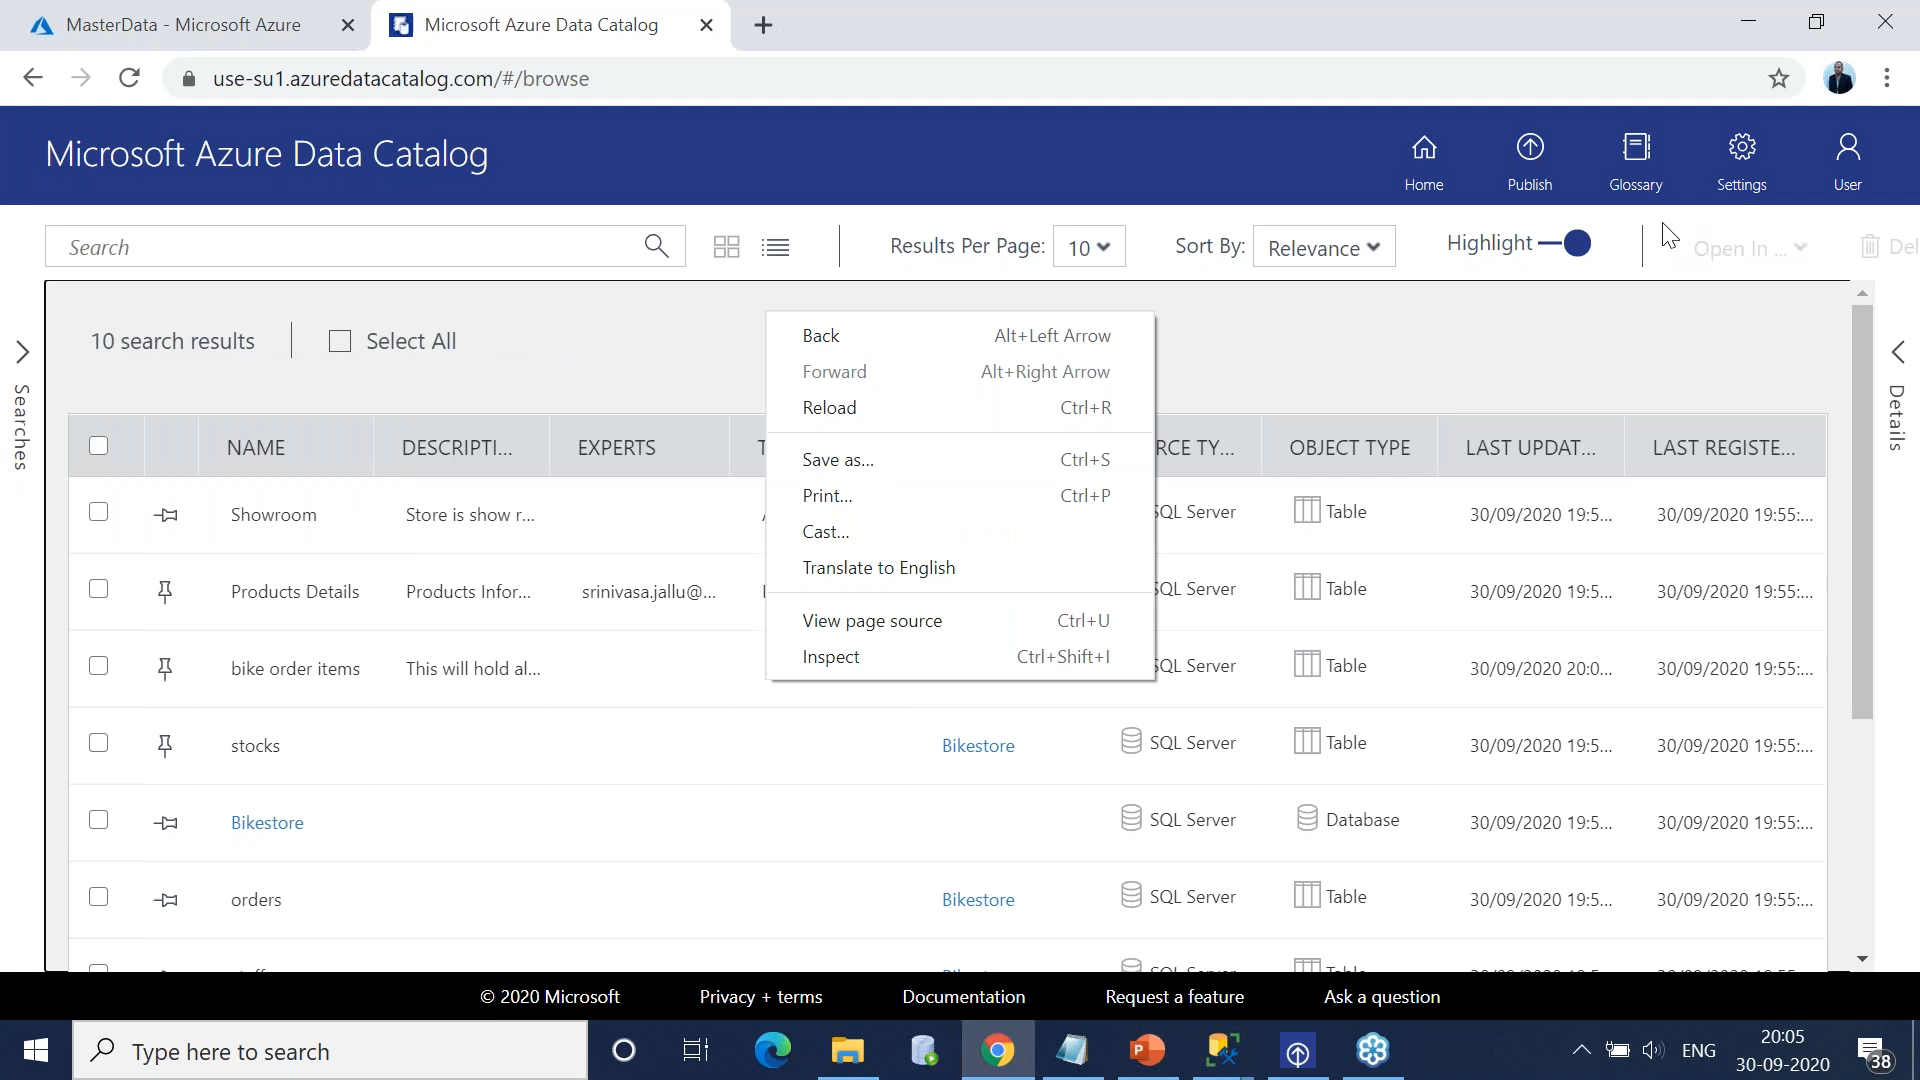 MasterData - Microsoft Azure
Microsoft Azure Data Catalog
use-su1.azuredatacatalog.com/#/browse
Microsoft Azure Data Catalog
Home
Publish
Glossary
Settings
User
Search
Results Per Page: 10
Sort By: Relevance
Highlight
Open In ...
Del
10 search results
Select All
Searches
Details
Back Alt+Left Arrow
Forward Alt+Right Arrow
Reload Ctrl+R
Save as... Ctrl+S
Print... Ctrl+P
Cast...
Translate to English
View page source Ctrl+U
Inspect Ctrl+Shift+I
NAME DESCRIPTI... EXPERTS T RCE TY... OBJECT TYPE LAST UPDAT... LAST REGISTE...
Showroom Store is show r... SQL Server Table 30/09/2020 19:5... 30/09/2020 19:55:...
Products Details Products Infor... srinivasa.jallu@... SQL Server Table 30/09/2020 19:5... 30/09/2020 19:55:...
bike order items This will hold al... SQL Server Table 30/09/2020 20:0... 30/09/2020 19:55:...
stocks Bikestore SQL Server Table 30/09/2020 19:5... 30/09/2020 19:55:...
Bikestore SQL Server Database 30/09/2020 19:5... 30/09/2020 19:55:...
orders Bikestore SQL Server Table 30/09/2020 19:5... 30/09/2020 19:55:...
© 2020 Microsoft
Privacy + terms
Documentation
Request a feature
Ask a question
Type here to search
ENG
20:05
30-09-2020
38